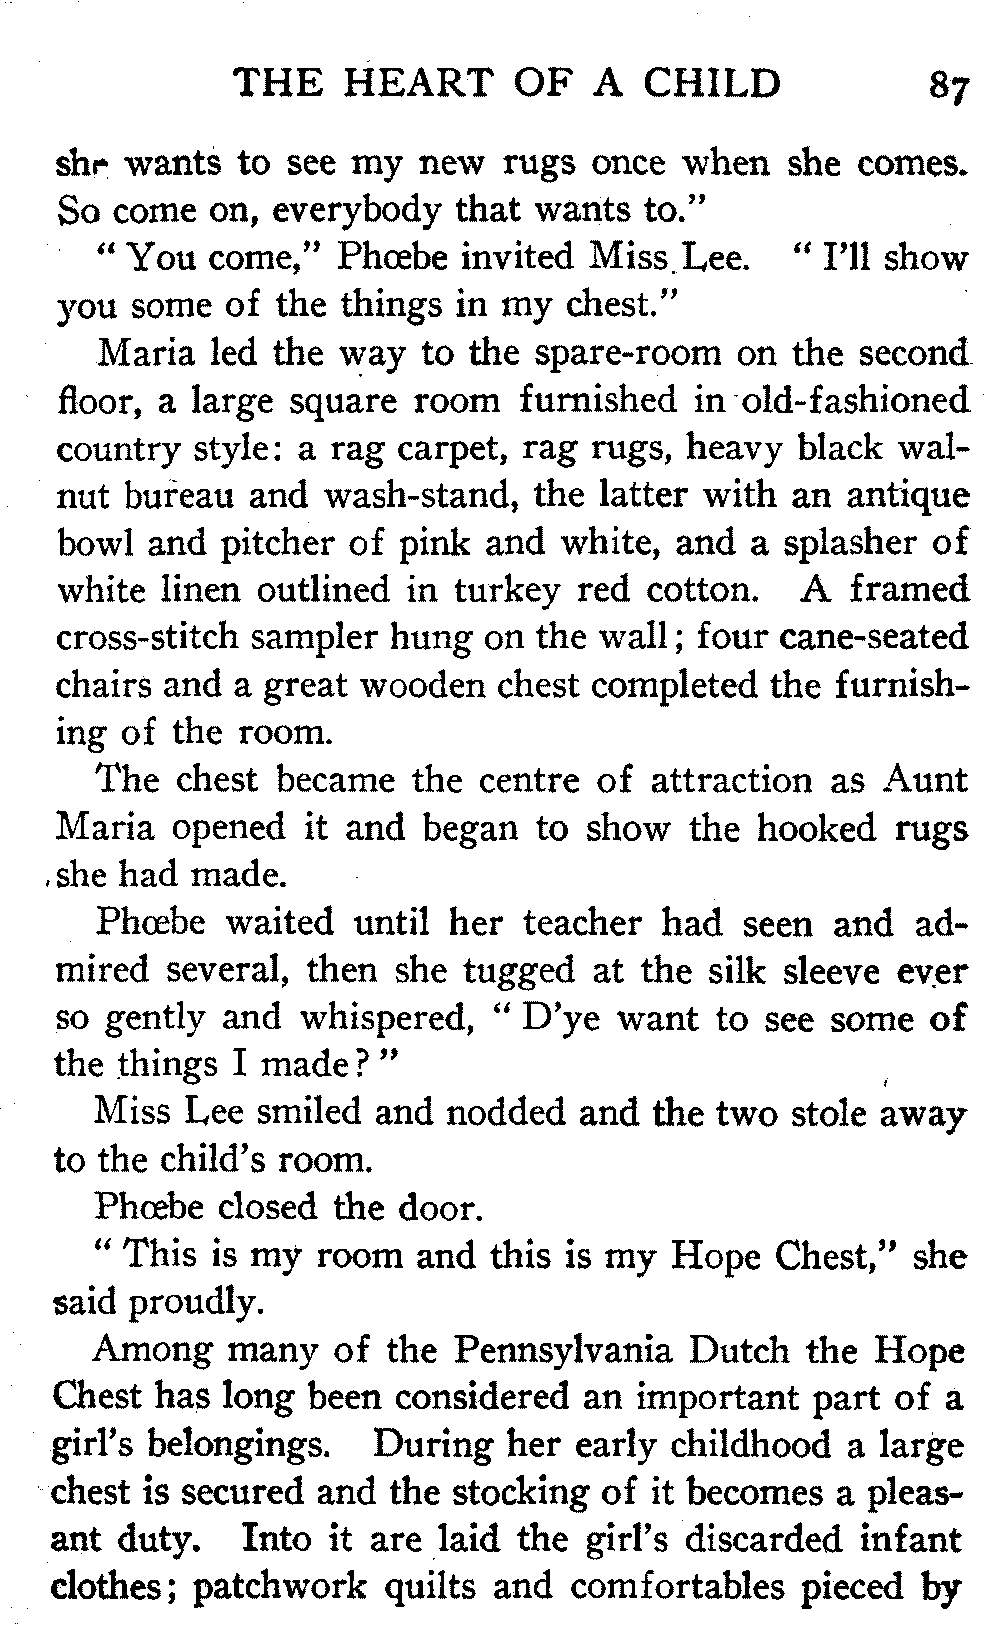 THE HEART OF A CHILD 87
she wants to see my new rugs once when she comes.
So come on, everybody that wants to."
" You come," Phœbe invited Miss Lee. " I'll show
you some of the things in my chest."
Maria led the way to the spare-room on the second
floor, a large square room furnished in old-fashioned
country style: a rag carpet, rag rugs, heavy black wal-
nut bureau and wash-stand, the latter with an antique
bowl and pitcher of pink and white, and a splasher of
white linen outlined in turkey red cotton. A framed
cross-stitch sampler hung on the wall; four cane-seated
chairs and a great wooden chest completed the furnish-
ing of the room.
The chest became the centre of attraction as Aunt
Maria opened it and began to show the hooked rugs
she had made.
Phœbe waited until her teacher had seen and ad-
mired several, then she tugged at the silk sleeve ever
so gently and whispered, " D'ye want to see some of
the things I made?"
Miss Lee smiled and nodded and the two stole away
to the child's room.
Phœbe closed the door.
" This is my room and this is my Hope Chest," she
said proudly.
Among many of the Pennsylvania Dutch the Hope
Chest has long been considered an important part of a
girl's belongings. During her early childhood a large
chest is secured and the stocking of it becomes a pleas-
ant duty. Into it are laid the girl's discarded infant
clothes; patchwork quilts and comfortables pieced by